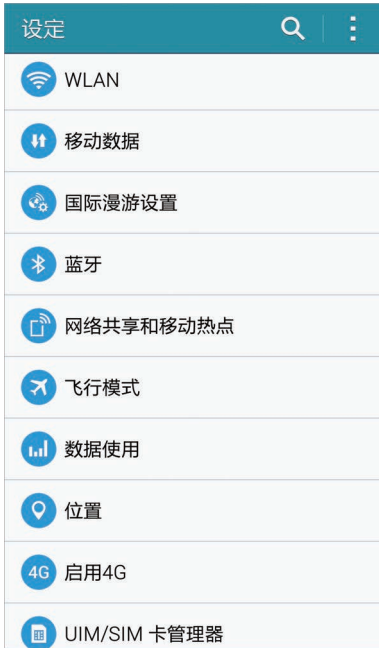 设定
WLAN
移动数据
国际漫游设置
蓝牙
网络共享和移动热点
飞行模式
数据使用
位置
4G 启用4G
UIM/SIM 卡管理器